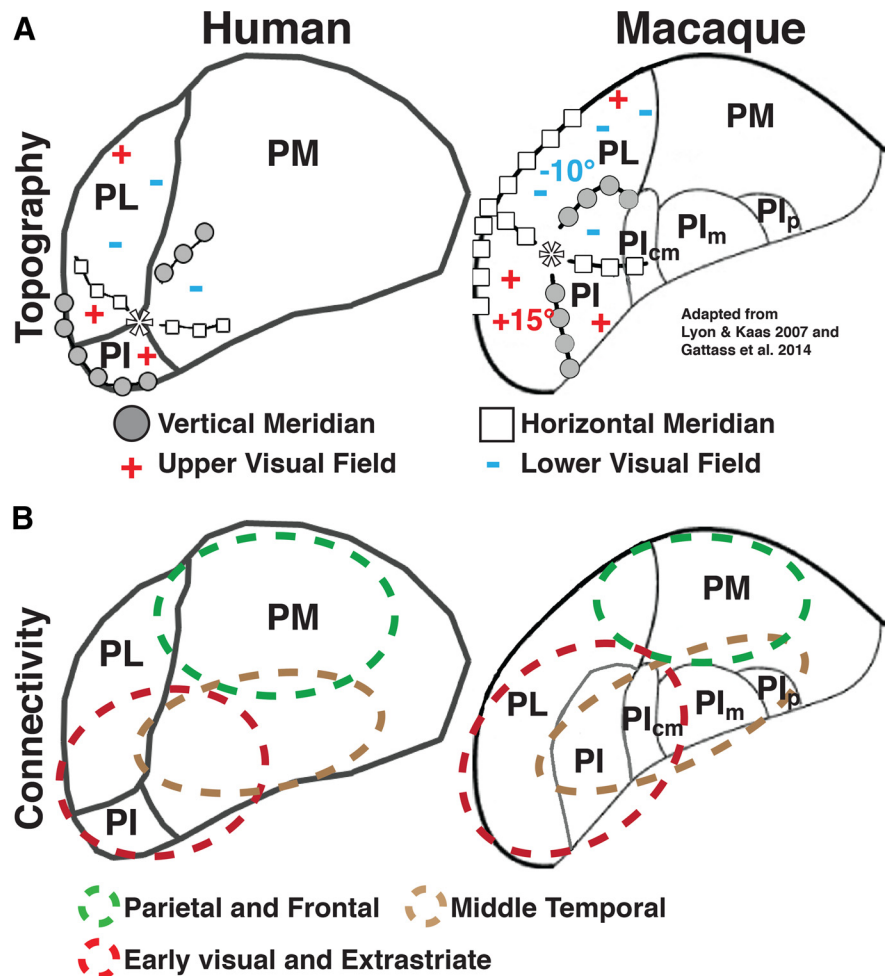 A
Human
Macaque
Topography
PM
PL
PI
PM
PL
-10°
PI
+15°
PIcm
PIm
PIp
Adapted from
Lyon & Kaas 2007 and
Gattass et al. 2014
Vertical Meridian
Horizontal Meridian
+ Upper Visual Field
- Lower Visual Field
B
Connectivity
PM
PL
PI
PM
PL
PI
PIcm
PIm
PIp
Parietal and Frontal
Middle Temporal
Early visual and Extrastriate